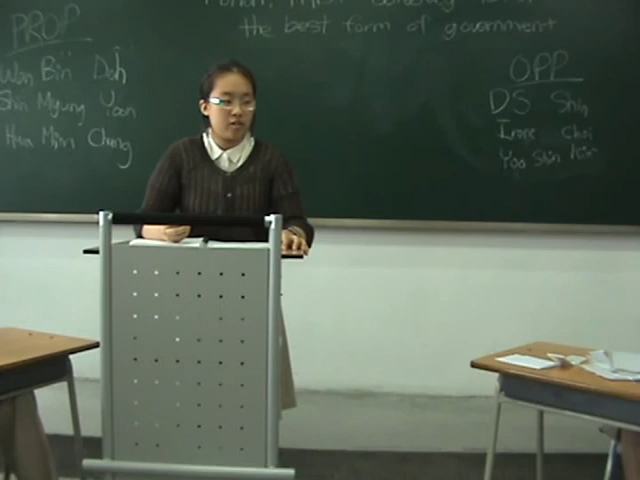 the best form of government
PROP
Wan Bin Doh
Shin Myung Yoon
Hwa Min Chung
OPP
DS Shin
Irene Choi
Yoo Shin Kim